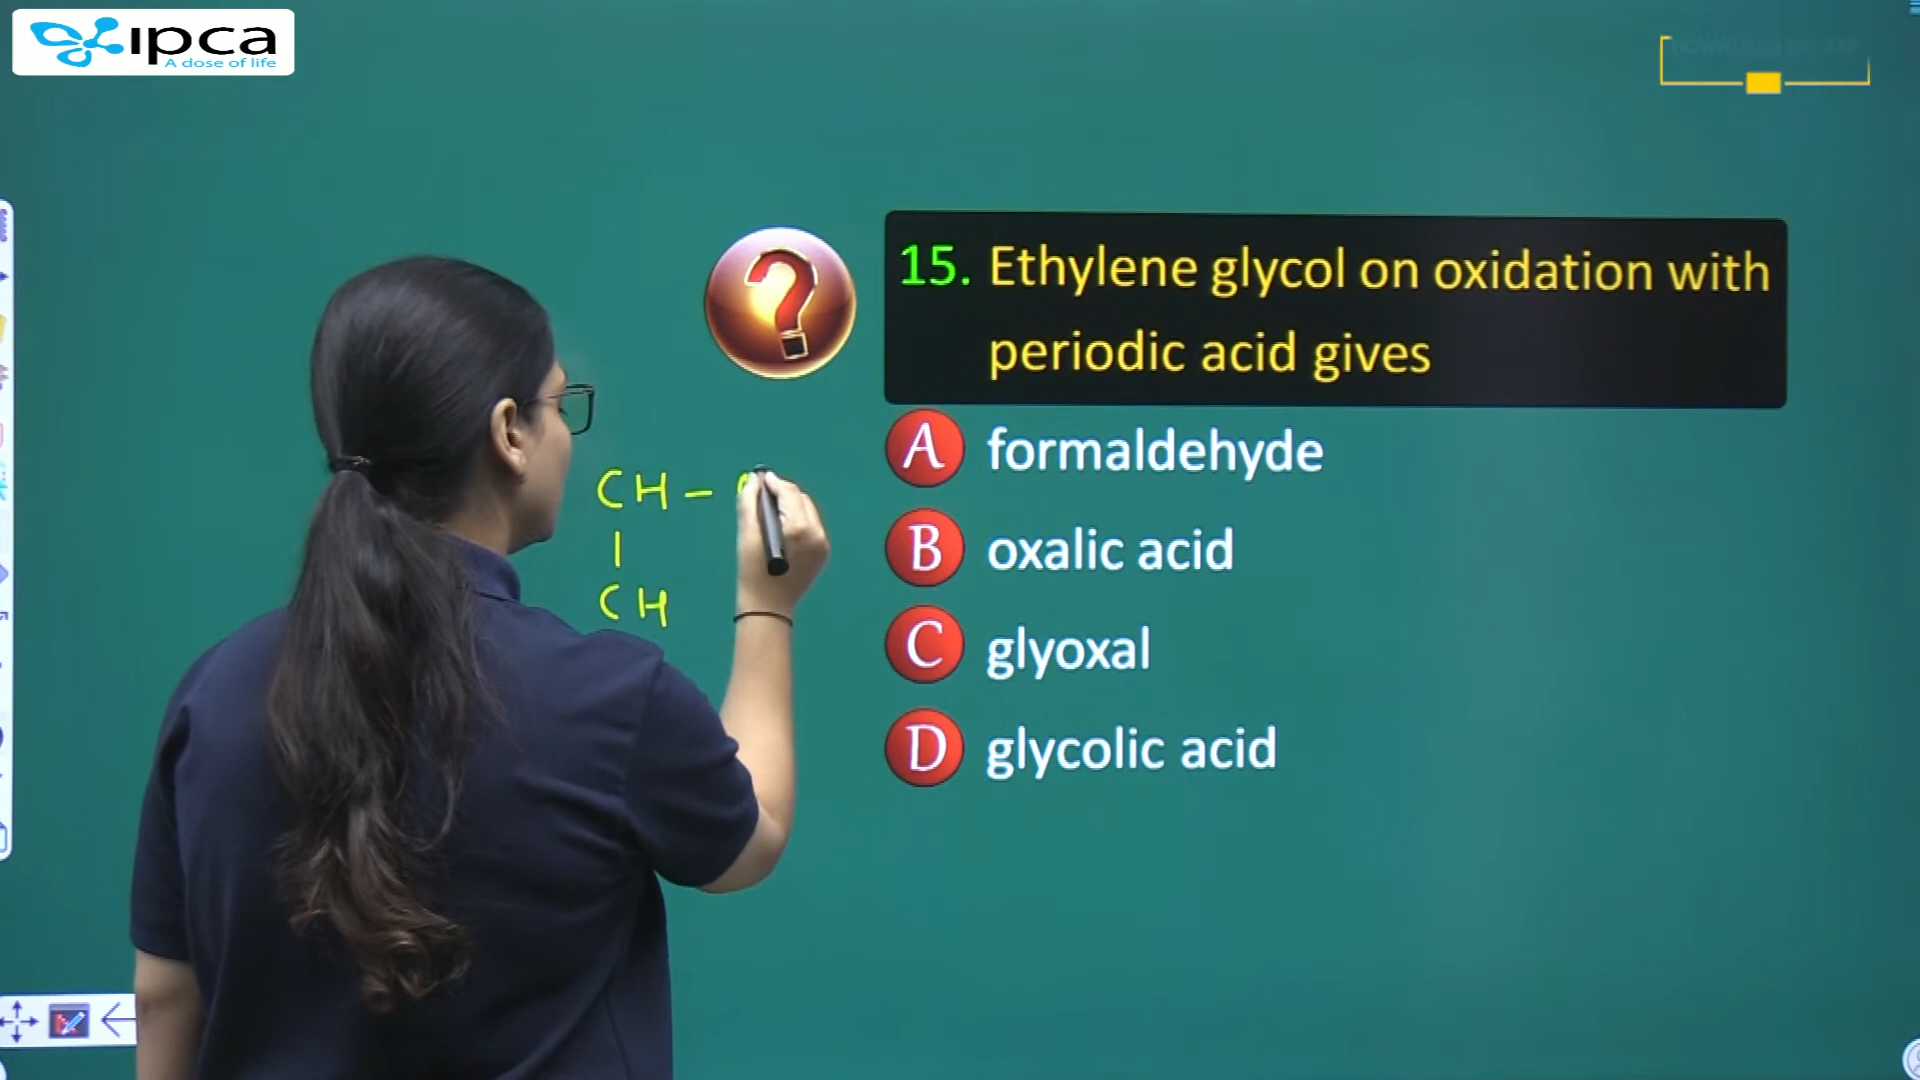 ipca
A dose of life
15. Ethylene glycol on oxidation with
periodic acid gives
A formaldehyde
B oxalic acid
C glyoxal
D glycolic acid
CH -
|
CH